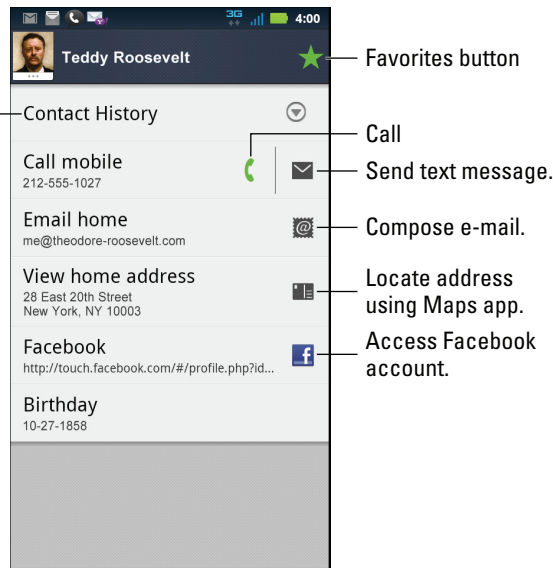 3G 4:00
Teddy Roosevelt
Favorites button
Contact History
Call
Call mobile
212-555-1027
Send text message.
Email home
me@theodore-roosevelt.com
@
Compose e-mail.
View home address
28 East 20th Street
New York, NY 10003
Locate address
using Maps app.
Facebook
http://touch.facebook.com/#/profile.php?id...
f
Access Facebook
account.
Birthday
10-27-1858